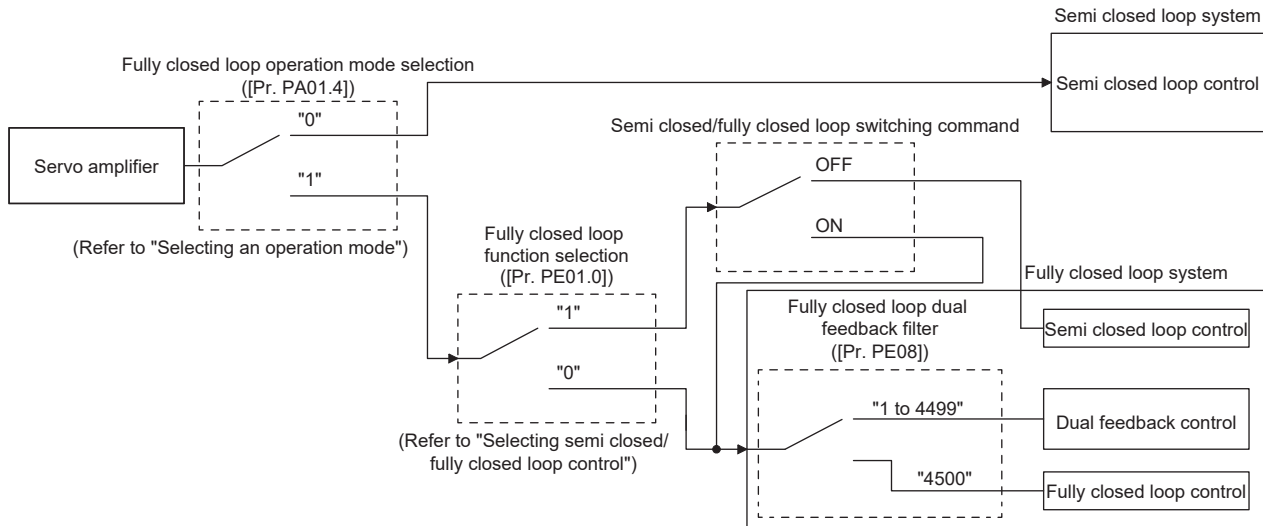 Semi closed loop system
Fully closed loop operation mode selection
([Pr. PA01.4])
Semi closed loop control
"0"
Servo amplifier
"1"
(Refer to "Selecting an operation mode")
Semi closed/fully closed loop switching command
OFF
ON
Fully closed loop
function selection
([Pr. PE01.0])
"1"
"0"
(Refer to "Selecting semi closed/
fully closed loop control")
Fully closed loop system
Fully closed loop dual
feedback filter
([Pr. PE08])
Semi closed loop control
"1 to 4499"
Dual feedback control
"4500"
Fully closed loop control